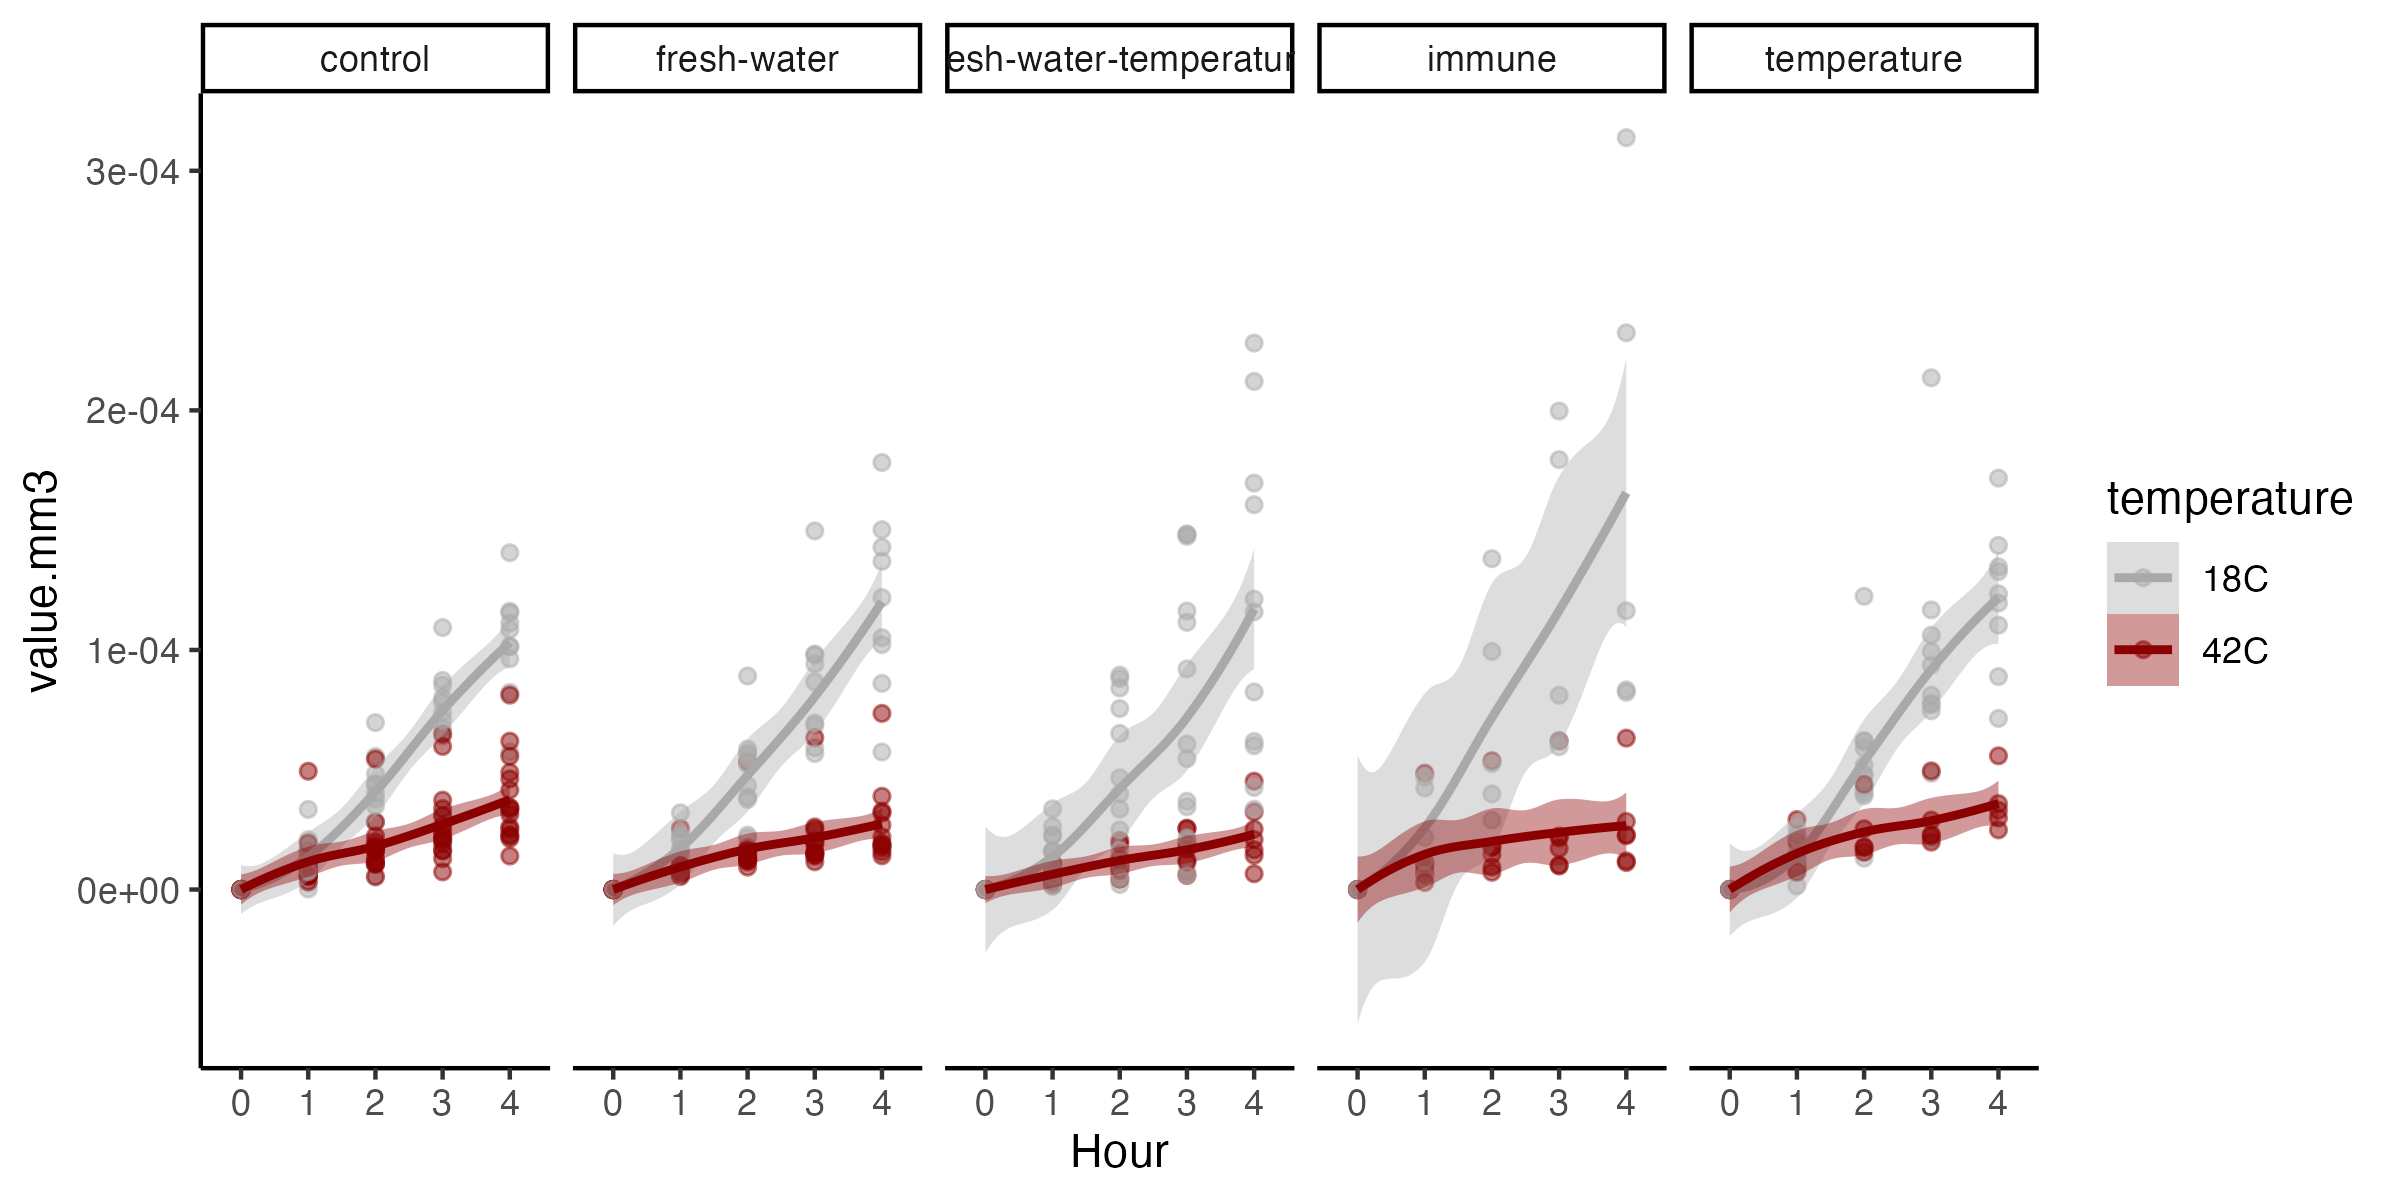 control fresh-water esh-water-temperatur immune temperature
3e-04
2e-04
1e-04
0e+00
value.mm3
0 1 2 3 4 0 1 2 3 4 0 1 2 3 4 0 1 2 3 4 0 1 2 3 4
Hour
temperature
18C
42C